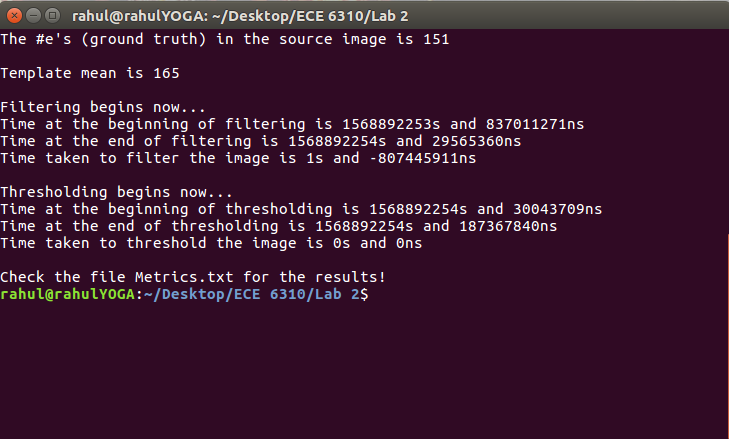 rahul@rahulYOGA: ~/Desktop/ECE 6310/Lab 2
The #e's (ground truth) in the source image is 151
Template mean is 165
Filtering begins now...
Time at the beginning of filtering is 1568892253s and 837011271ns
Time at the end of filtering is 1568892254s and 29565360ns
Time taken to filter the image is 1s and -807445911ns
Thresholding begins now...
Time at the beginning of thresholding is 1568892254s and 30043709ns
Time at the end of thresholding is 1568892254s and 187367840ns
Time taken to threshold the image is 0s and 0ns
Check the file Metrics.txt for the results!
rahul@rahulYOGA:~/Desktop/ECE 6310/Lab 2$